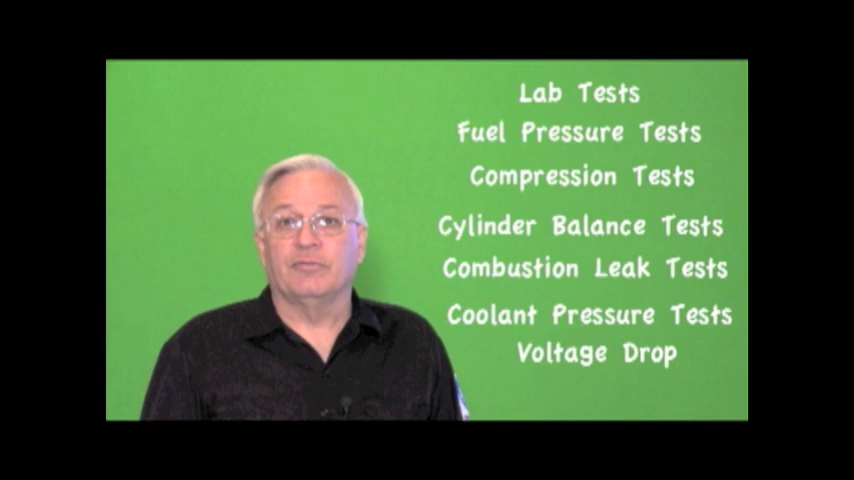 Lab Tests
Fuel Pressure Tests
Compression Tests
Cylinder Balance Tests
Combustion Leak Tests
Coolant Pressure Tests
Voltage Drop